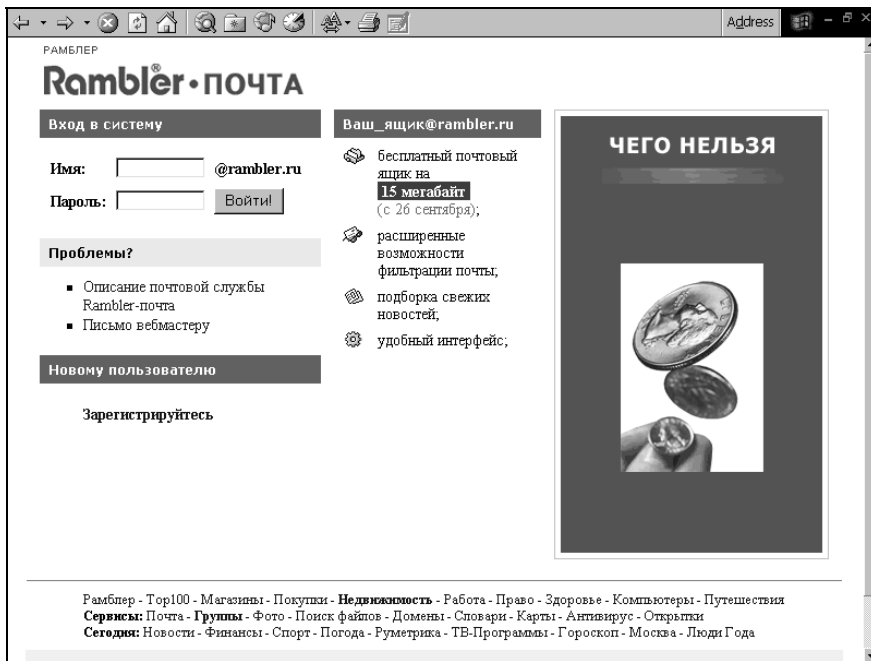 Address
РАМБЛЕР
Rambler® • ПОЧТА
Вход в систему
Имя: @rambler.ru
Пароль: Войти!
Проблемы?
Описание почтовой службы
Rambler-почта
Письмо вебмастеру
Новому пользователю
Зарегистрируйтесь
Ваш_ящик@rambler.ru
бесплатный почтовый
ящик на
15 мегабайт
(с 26 сентября);
расширенные
возможности
фильтрации почты;
подборка свежих
новостей;
удобный интерфейс;
ЧЕГО НЕЛЬЗЯ
Рамблер - Top100 - Магазины - Покупки - Недвижимость - Работа - Право - Здоровье - Компьютеры - Путешествия
Сервисы: Почта - Группы - Фото - Поиск файлов - Домены - Словари - Карты - Антивирус - Открытки
Сегодня: Новости - Финансы - Спорт - Погода - Руметрика - ТВ-Программы - Гороскоп - Москва - Люди Года